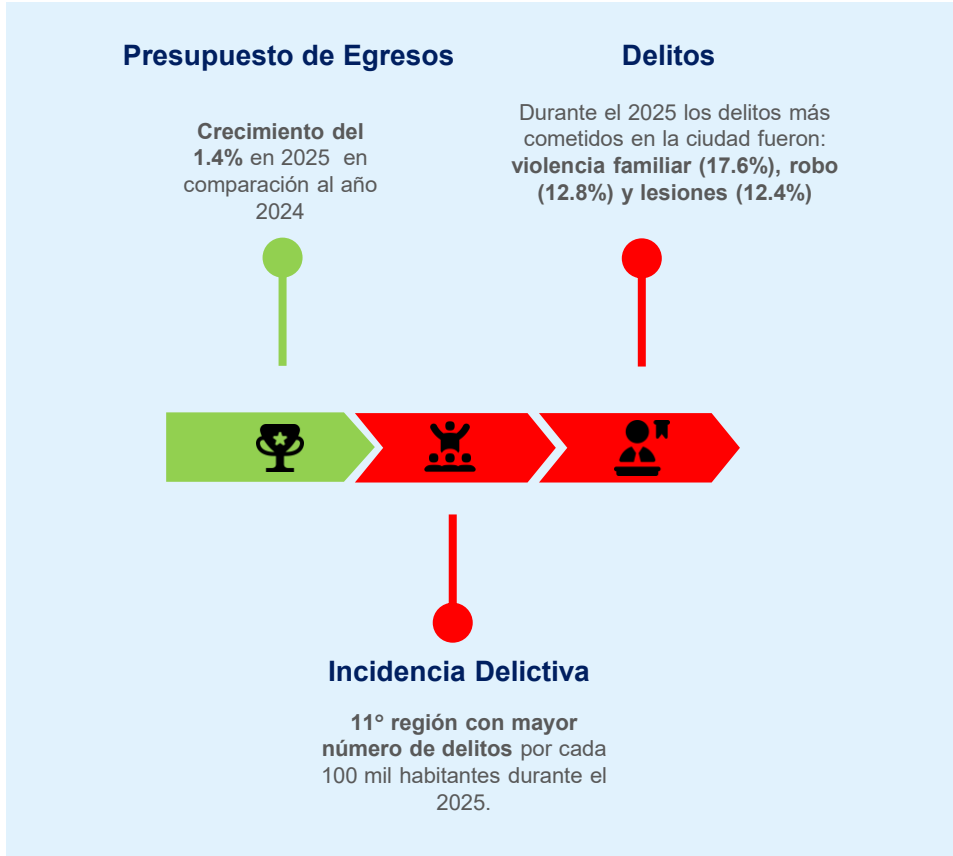 Presupuesto de Egresos
Crecimiento del
1.4% en 2025 en
comparación al año
2024
Delitos
Durante el 2025 los delitos más
cometidos en la ciudad fueron:
violencia familiar (17.6%), robo
(12.8%) y lesiones (12.4%)
Incidencia Delictiva
11° región con mayor
número de delitos por cada
100 mil habitantes durante el
2025.